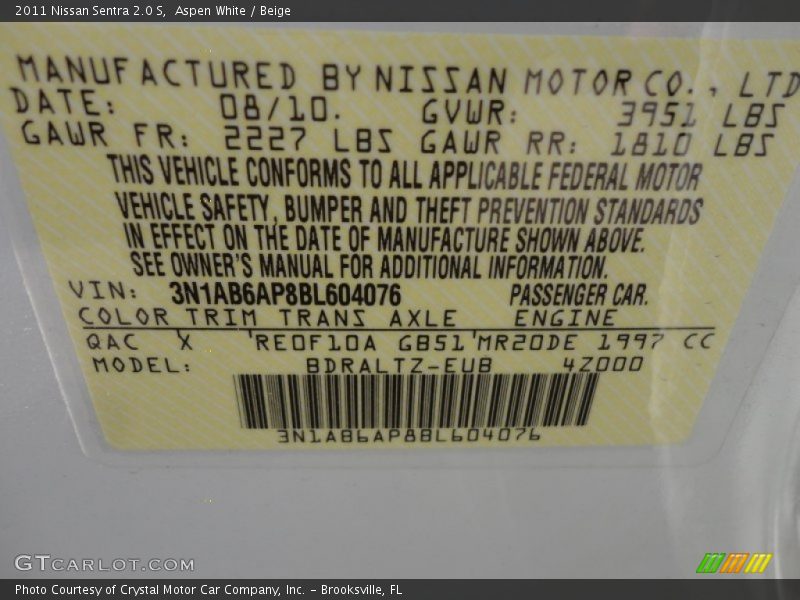 2011 Nissan Sentra 2.0 S, Aspen White / Beige
MANUFACTURED BY NISSAN MOTOR CO., LTD
DATE: 08/10. GVWR: 3951 LBS
GAWR FR: 2227 LBS GAWR RR: 1810 LBS
THIS VEHICLE CONFORMS TO ALL APPLICABLE FEDERAL MOTOR
VEHICLE SAFETY, BUMPER AND THEFT PREVENTION STANDARDS
IN EFFECT ON THE DATE OF MANUFACTURE SHOWN ABOVE.
SEE OWNER'S MANUAL FOR ADDITIONAL INFORMATION.
VIN: 3N1AB6AP8BL604076 PASSENGER CAR.
COLOR TRIM TRANS AXLE ENGINE
QAC X RE0F10A GB51 MR20DE 1997 CC
MODEL: BDRALTZ-EUB 4Z000
3N1AB6AP8BL604076
GTCARLOT.COM
Photo Courtesy of Crystal Motor Car Company, Inc. – Brooksville, FL